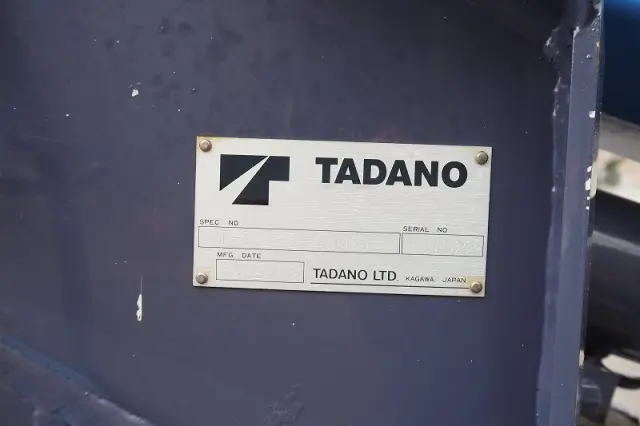 TADANO
SPEC NO
SERIAL NO
MFG DATE
TADANO LTD. KAGAWA, JAPAN